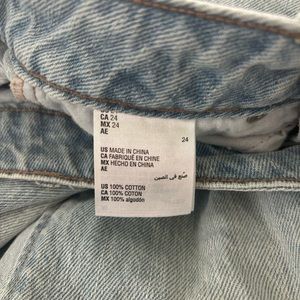 CA 24
MX 24
AE
24
US MADE IN CHINA
CA FABRIQUÉ EN CHINE
MX HECHO EN CHINA
AE
صنع في الصين
US 100% COTTON
CA 100% COTON
MX 100% algodón